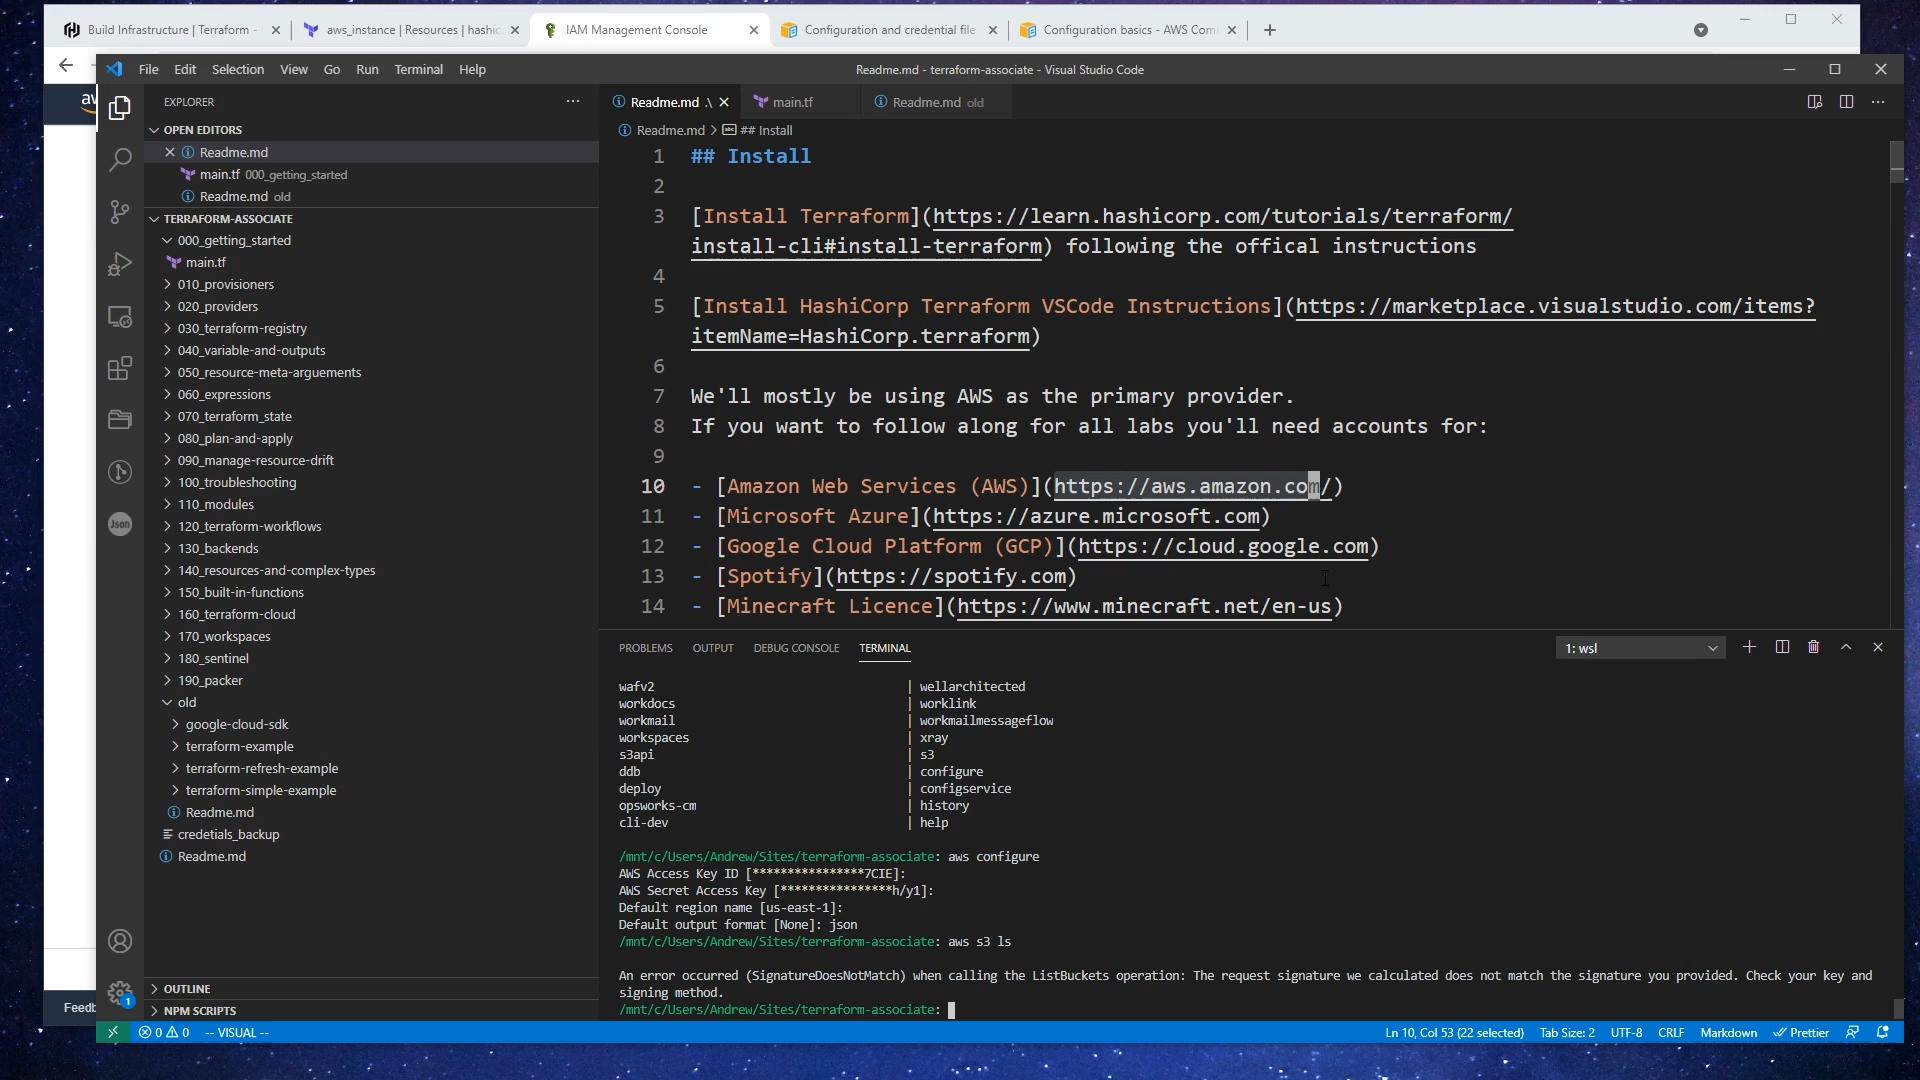 Build Infrastructure | Terraform -
aws_instance | Resources | hashic
IAM Management Console
Configuration and credential file
Configuration basics - AWS Com
File Edit Selection View Go Run Terminal Help
Readme.md - terraform-associate - Visual Studio Code
EXPLORER
OPEN EDITORS
Readme.md
main.tf 000_getting_started
Readme.md old
TERRAFORM-ASSOCIATE
000_getting_started
main.tf
010_provisioners
020_providers
030_terraform-registry
040_variable-and-outputs
050_resource-meta-arguements
060_expressions
070_terraform_state
080_plan-and-apply
090_manage-resource-drift
100_troubleshooting
110_modules
120_terraform-workflows
130_backends
140_resources-and-complex-types
150_built-in-functions
160_terraform-cloud
170_workspaces
180_sentinel
190_packer
old
google-cloud-sdk
terraform-example
terraform-refresh-example
terraform-simple-example
Readme.md
credetials_backup
Readme.md
OUTLINE
NPM SCRIPTS
Json
1
Feedb
Readme.md .\ main.tf Readme.md old
Readme.md > ## Install
1 ## Install
2
3 [Install Terraform](https://learn.hashicorp.com/tutorials/terraform/
install-cli#install-terraform) following the offical instructions
4
5 [Install HashiCorp Terraform VSCode Instructions](https://marketplace.visualstudio.com/items?
itemName=HashiCorp.terraform)
6
7 We'll mostly be using AWS as the primary provider.
8 If you want to follow along for all labs you'll need accounts for:
9
10 - [Amazon Web Services (AWS)](https://aws.amazon.com/)
11 - [Microsoft Azure](https://azure.microsoft.com)
12 - [Google Cloud Platform (GCP)](https://cloud.google.com)
13 - [Spotify](https://spotify.com)
14 - [Minecraft Licence](https://www.minecraft.net/en-us)
PROBLEMS OUTPUT DEBUG CONSOLE TERMINAL
1: wsl
wafv2 | wellarchitected
workdocs | worklink
workmail | workmailmessageflow
workspaces | xray
s3api | s3
ddb | configure
deploy | configservice
opsworks-cm | history
cli-dev | help
/mnt/c/Users/Andrew/Sites/terraform-associate: aws configure
AWS Access Key ID [****************7CIE]:
AWS Secret Access Key [****************h/y1]:
Default region name [us-east-1]:
Default output format [None]: json
/mnt/c/Users/Andrew/Sites/terraform-associate: aws s3 ls
An error occurred (SignatureDoesNotMatch) when calling the ListBuckets operation: The request signature we calculated does not match the signature you provided. Check your key and
signing method.
/mnt/c/Users/Andrew/Sites/terraform-associate:
0 0 -- VISUAL --
Ln 10, Col 53 (22 selected) Tab Size: 2 UTF-8 CRLF Markdown Prettier